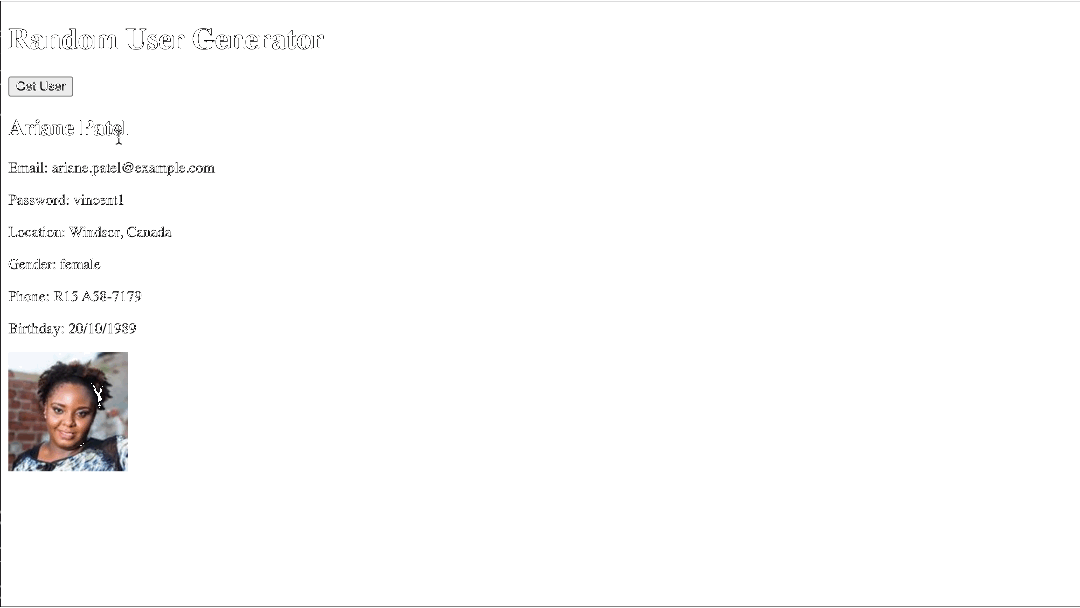 Random User Generator
Get User
Ariane Patel
Email: ariane.patel@example.com
Password: vincent1
Location: Windsor, Canada
Gender: female
Phone: R15 A58-7179
Birthday: 20/10/1989